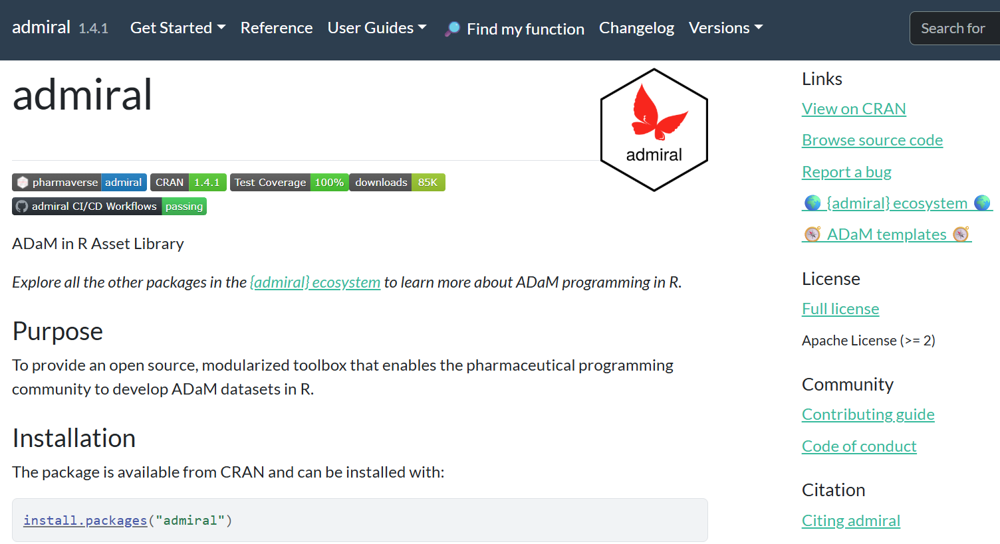 admiral 1.4.1 Get Started Reference User Guides Find my function Changelog Versions Search for
admiral
admiral
pharmaverse admiral CRAN 1.4.1 Test Coverage 100% downloads 85K
admiral CI/CD Workflows passing
ADaM in R Asset Library
Explore all the other packages in the {admiral} ecosystem to learn more about ADaM programming in R.
Purpose
To provide an open source, modularized toolbox that enables the pharmaceutical programming
community to develop ADaM datasets in R.
Installation
The package is available from CRAN and can be installed with:
install.packages("admiral")
Links
View on CRAN
Browse source code
Report a bug
🌍 {admiral} ecosystem 🌍
🧭 ADaM templates 🧭
License
Full license
Apache License (>= 2)
Community
Contributing guide
Code of conduct
Citation
Citing admiral